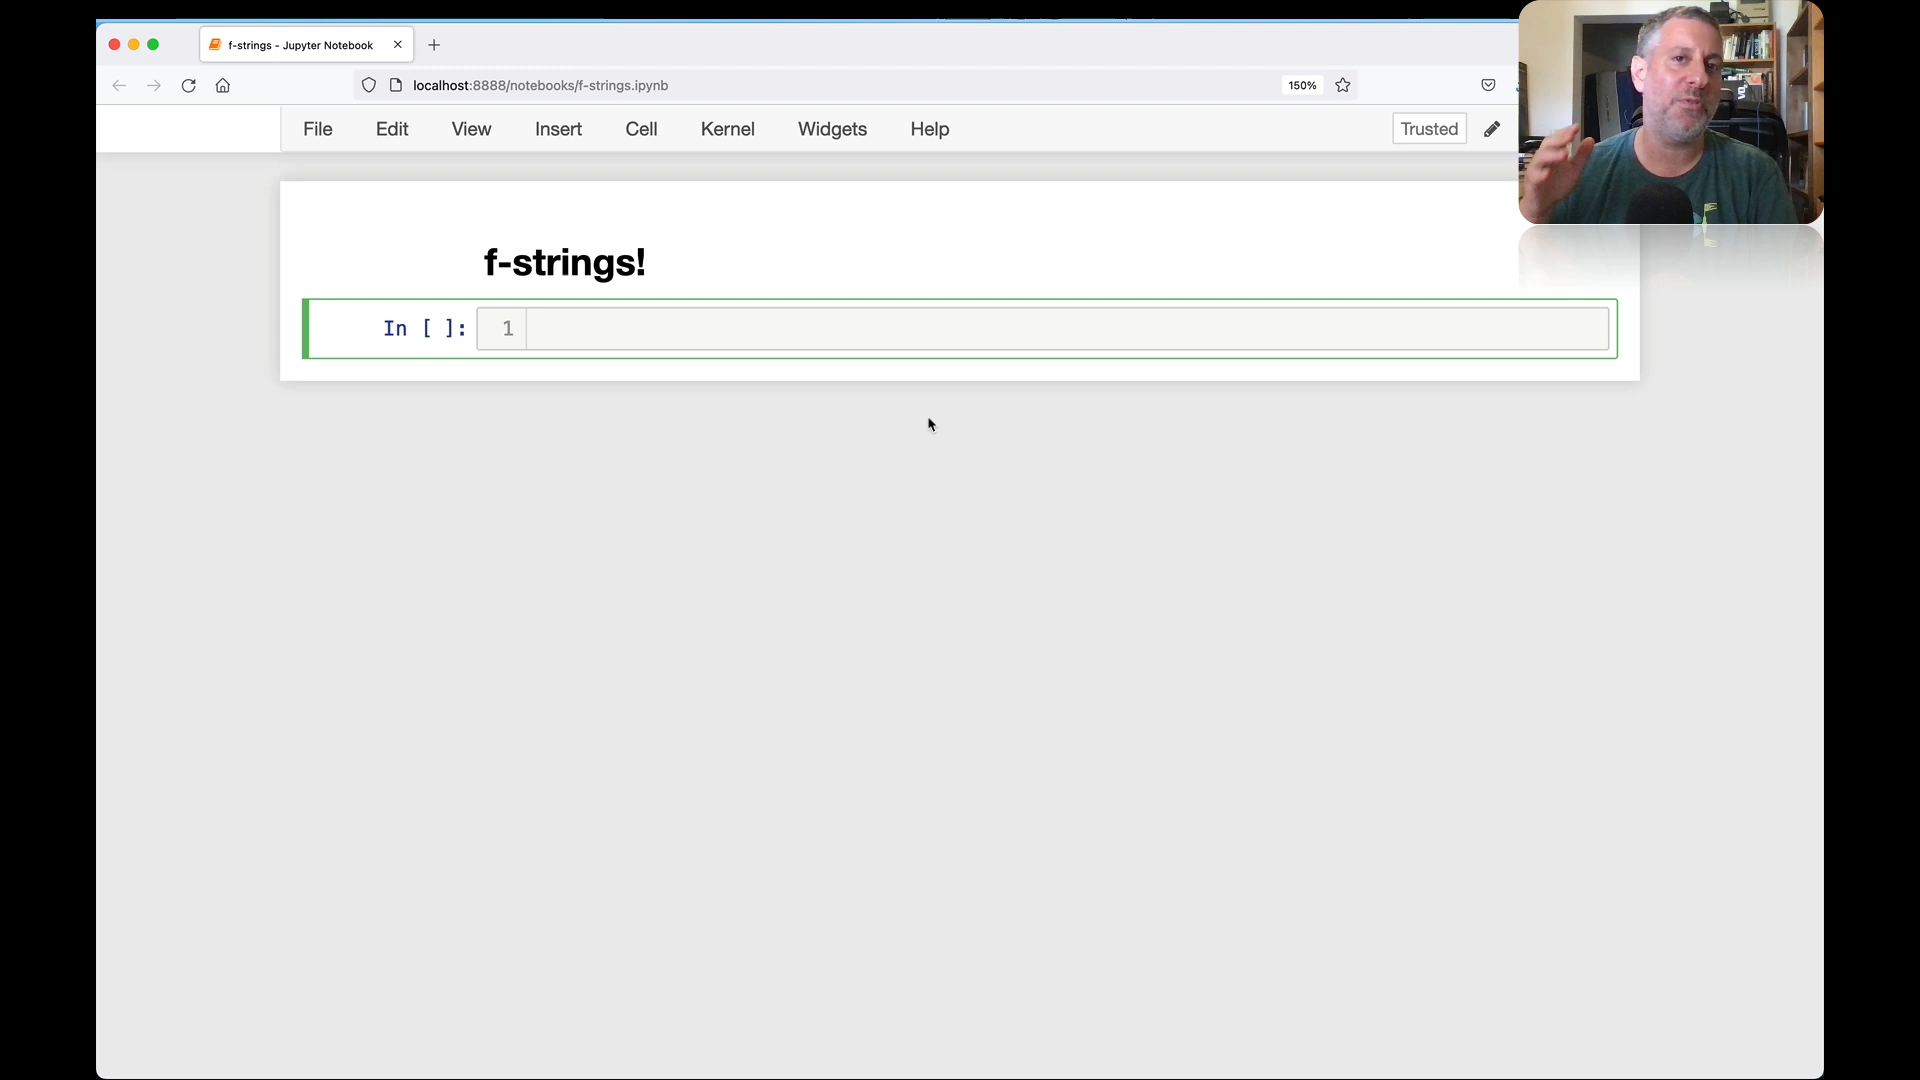 f-strings - Jupyter Notebook
localhost:8888/notebooks/f-strings.ipynb
150%
File Edit View Insert Cell Kernel Widgets Help
Trusted
f-strings!
In [ ]: 1